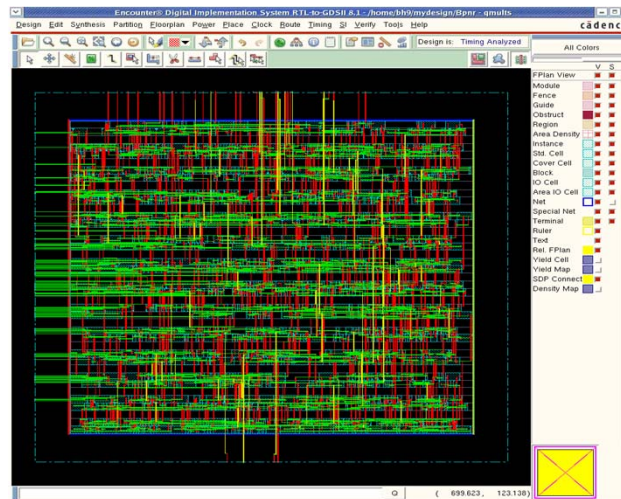 Encounter® Digital Implementation System RTL-to-GDSII 8.1 - /home/bh9/mydesign/Bpnr - qmults
Design Edit Synthesis Partition Floorplan Power Place Clock Route Timing SI Verify Tools Help
cādence
Design is: Timing Analyzed
All Colors
V S
FPlan View
Module
Fence
Guide
Obstruct
Region
Area Density
Instance
Std. Cell
Cover Cell
Block
IO Cell
Area IO Cell
Net
Special Net
Terminal
Ruler
Text
Rel. FPlan
Yield Cell
Yield Map
SDP Connect
Density Map
Q ( 699.623, 123.138)